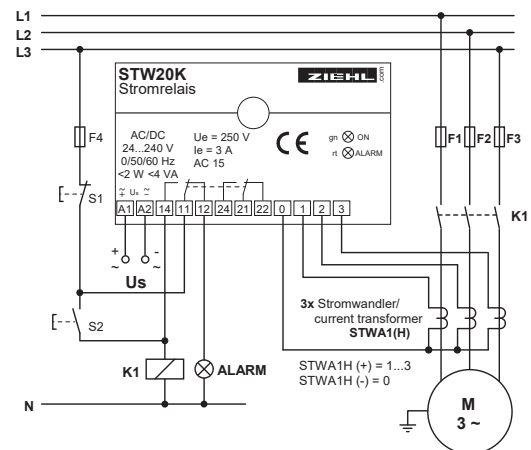 L1
L2
L3
STW20K
Stromrelais
ZIEHL
.com
AC/DC
24...240 V
0/50/60 Hz
<2 W <4 VA
Ue = 250 V
Ie = 3 A
AC 15
CE
gn ON
rt ALARM
~ Us ~
+ −
A1 A2 14 11 12 24 21 22 0 1 2 3
F4
S1
F1 F2 F3
K1
+ -
~ ~
Us
S2
K1
ALARM
3x Stromwandler/
current transformer
STWA1(H)
STWA1H (+) = 1...3
STWA1H (-) = 0
N
M
3 ~